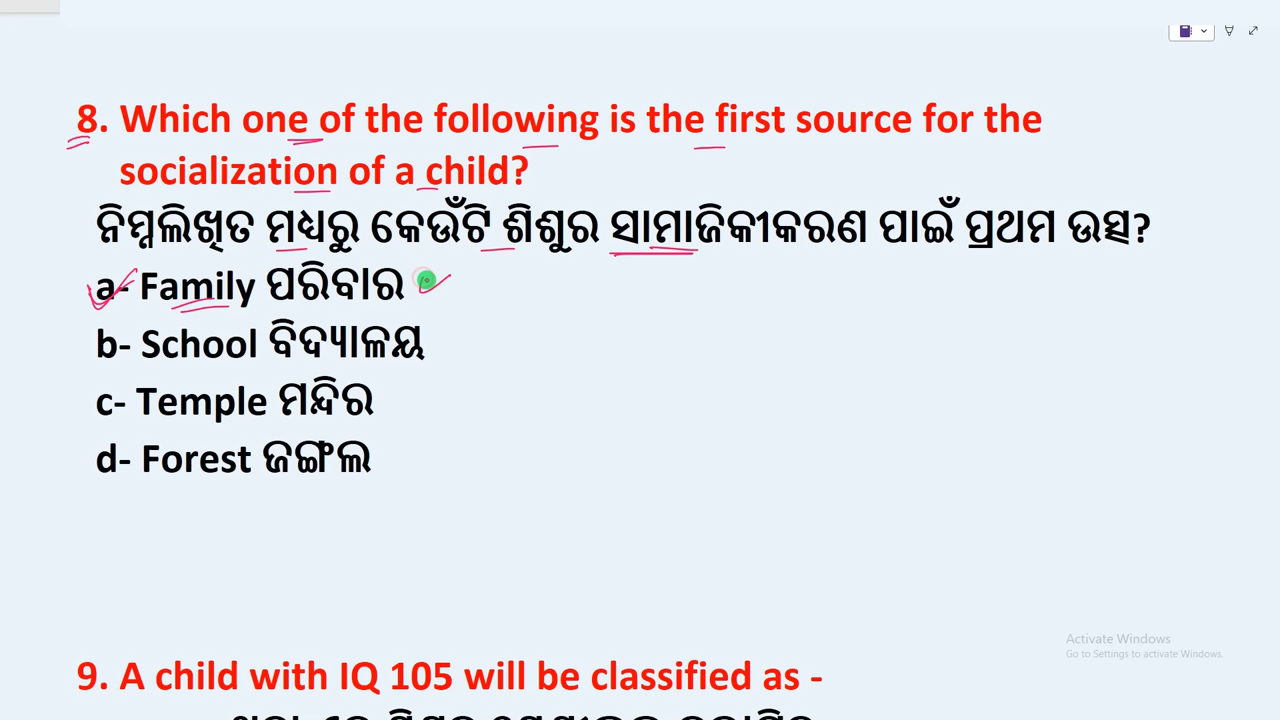 8. Which one of the following is the first source for the
socialization of a child?
ନିମ୍ନଲିଖିତ ମଧ୍ୟରୁ କେଉଁଟି ଶିଶୁର ସାମାଜିକୀକରଣ ପାଇଁ ପ୍ରଥମ ଉତ୍ସ?
a- Family ପରିବାର
b- School ବିଦ୍ୟାଳୟ
c- Temple ମନ୍ଦିର
d- Forest ଜଙ୍ଗଲ
Activate Windows
Go to Settings to activate Windows.
9. A child with IQ 105 will be classified as -